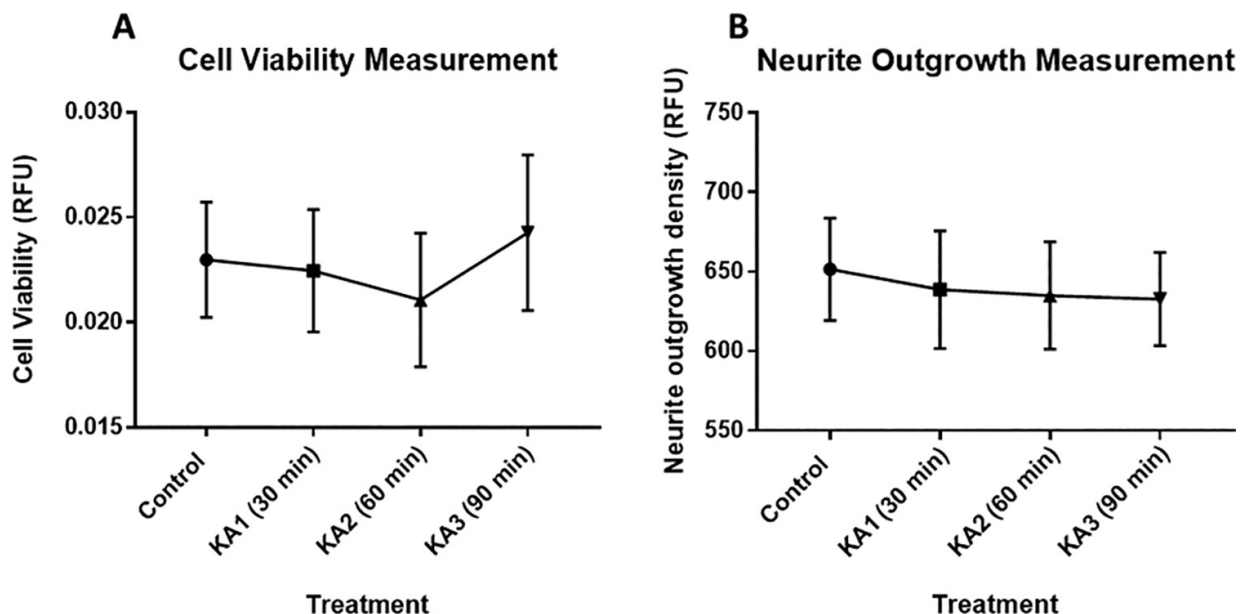 A
Cell Viability Measurement
Cell Viability (RFU)
0.030
0.025
0.020
0.015
Control
KA1 (30 min)
KA2 (60 min)
KA3 (90 min)
Treatment
B
Neurite Outgrowth Measurement
Neurite outgrowth density (RFU)
750
700
650
600
550
Control
KA1 (30 min)
KA2 (60 min)
KA3 (90 min)
Treatment